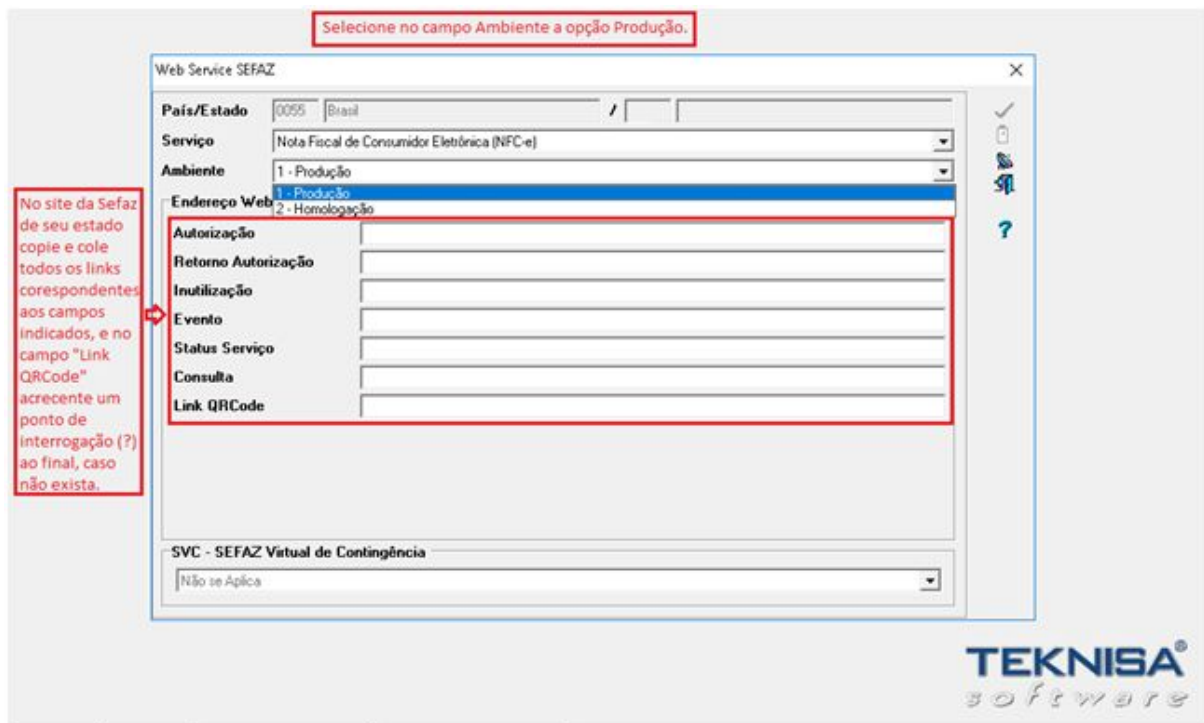 Selecione no campo Ambiente a opção Produção.
Web Service SEFAZ
País/Estado 0055 Brasil /
Serviço Nota Fiscal de Consumidor Eletrônica (NFC-e)
Ambiente 1 - Produção
1 - Produção
2 - Homologação
Endereço Web
Autorização
Retorno Autorização
Inutilização
Evento
Status Serviço
Consulta
Link QRCode
No site da Sefaz
de seu estado
copie e cole
todos os links
corespondentes
aos campos
indicados, e no
campo "Link
QRCode"
acrecente um
ponto de
interrogação (?)
ao final, caso
não exista.
?
SVC - SEFAZ Virtual de Contingência
Não se Aplica
TEKNISA®
software